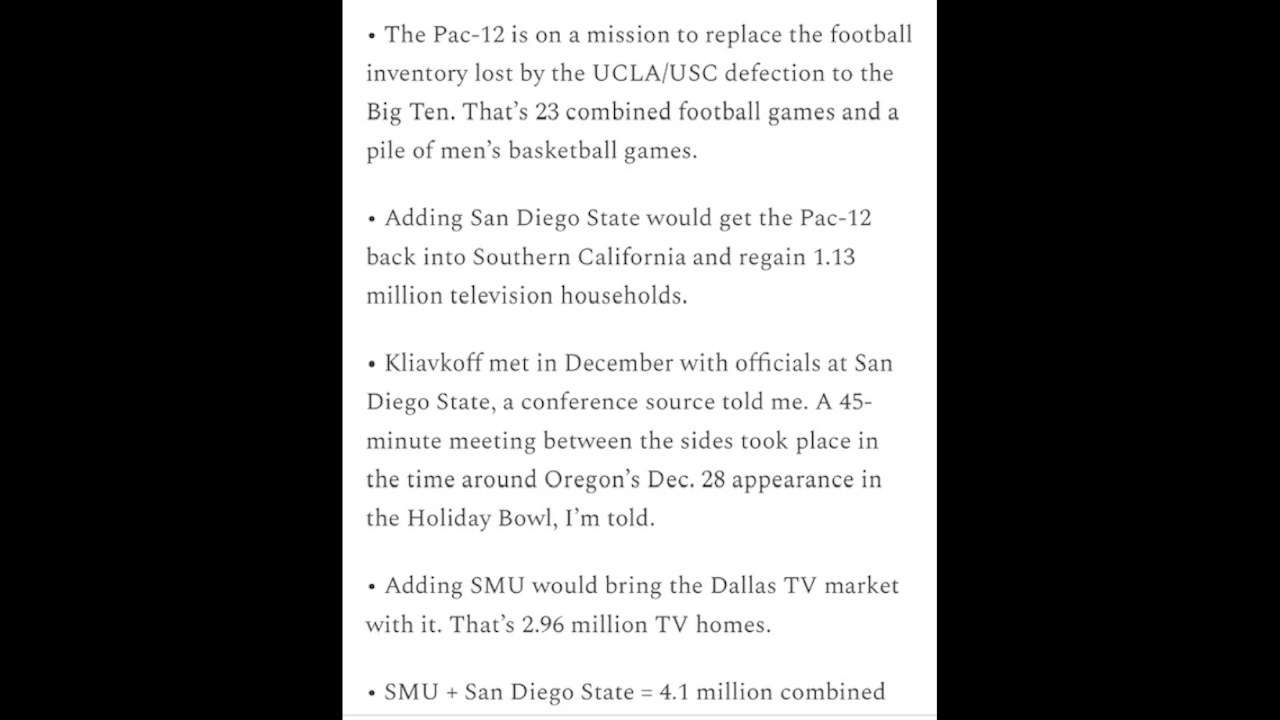 • The Pac-12 is on a mission to replace the football
inventory lost by the UCLA/USC defection to the
Big Ten. That’s 23 combined football games and a
pile of men’s basketball games.
• Adding San Diego State would get the Pac-12
back into Southern California and regain 1.13
million television households.
• Kliavkoff met in December with officials at San
Diego State, a conference source told me. A 45-
minute meeting between the sides took place in
the time around Oregon’s Dec. 28 appearance in
the Holiday Bowl, I’m told.
• Adding SMU would bring the Dallas TV market
with it. That’s 2.96 million TV homes.
• SMU + San Diego State = 4.1 million combined